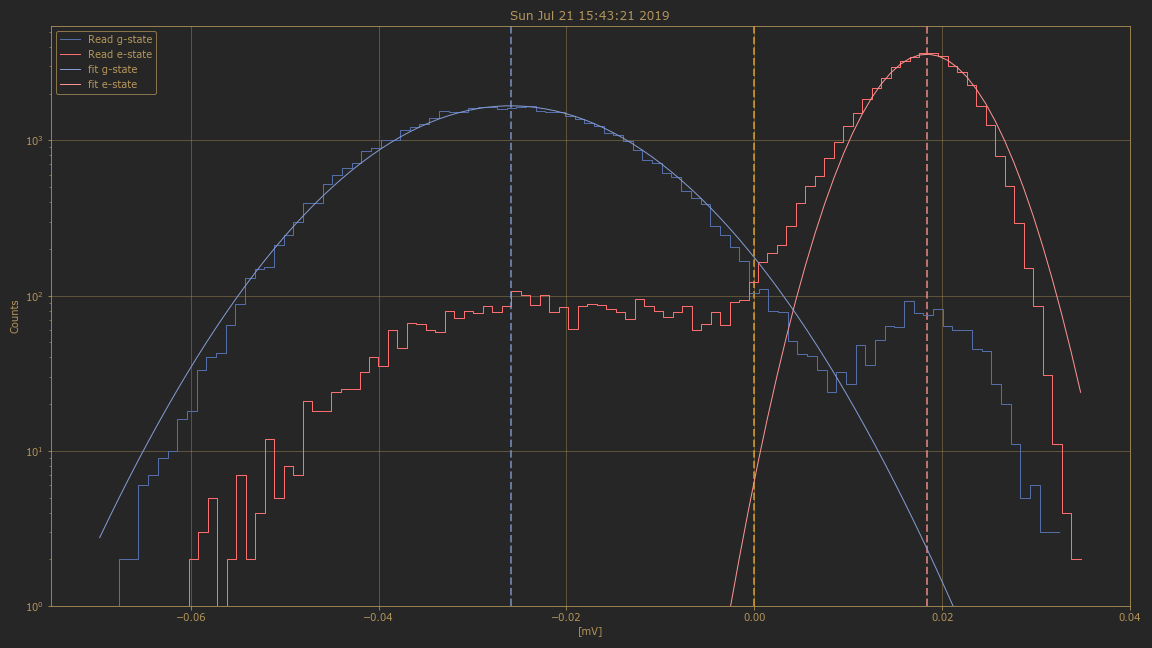 Sun Jul 21 15:43:21 2019
Read g-state
Read e-state
fit g-state
fit e-state
10³
10²
10¹
10⁰
Counts
−0.06 −0.04 −0.02 0.00 0.02 0.04
[mV]